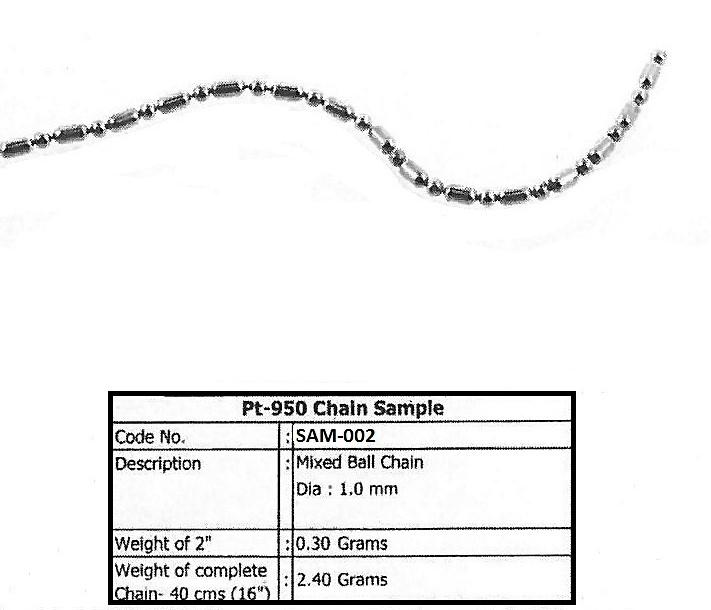 Pt-950 Chain Sample
Code No. : SAM-002
Description : Mixed Ball Chain
Dia : 1.0 mm
Weight of 2" : 0.30 Grams
Weight of complete
Chain- 40 cms (16") : 2.40 Grams